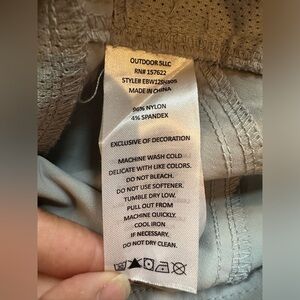 OUTDOOR 5LLC
RN# 157622
MADE IN CHINA
96% NYLON
4% SPANDEX
EXCLUSIVE OF DECORATION
MACHINE WASH COLD
DELICATE WITH LIKE COLORS.
DO NOT BLEACH.
DO NOT USE SOFTENER.
TUMBLE DRY LOW.
PULL OUT FROM
MACHINE QUICKLY.
COOL IRON
IF NECESSARY.
DO NOT DRY CLEAN.